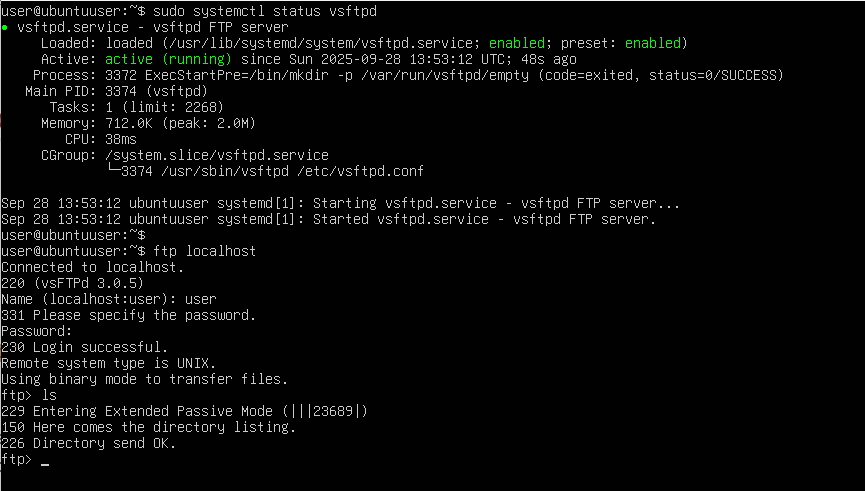 user@ubuntuuser:~$ sudo systemctl status vsftpd
● vsftpd.service - vsftpd FTP server
     Loaded: loaded (/usr/lib/systemd/system/vsftpd.service; enabled; preset: enabled)
     Active: active (running) since Sun 2025-09-28 13:53:12 UTC; 48s ago
    Process: 3372 ExecStartPre=/bin/mkdir -p /var/run/vsftpd/empty (code=exited, status=0/SUCCESS)
   Main PID: 3374 (vsftpd)
      Tasks: 1 (limit: 2268)
     Memory: 712.0K (peak: 2.0M)
        CPU: 38ms
     CGroup: /system.slice/vsftpd.service
             └─3374 /usr/sbin/vsftpd /etc/vsftpd.conf

Sep 28 13:53:12 ubuntuuser systemd[1]: Starting vsftpd.service - vsftpd FTP server...
Sep 28 13:53:12 ubuntuuser systemd[1]: Started vsftpd.service - vsftpd FTP server.
user@ubuntuuser:~$
user@ubuntuuser:~$ ftp localhost
Connected to localhost.
220 (vsFTPd 3.0.5)
Name (localhost:user): user
331 Please specify the password.
Password:
230 Login successful.
Remote system type is UNIX.
Using binary mode to transfer files.
ftp> ls
229 Entering Extended Passive Mode (|||23689|)
150 Here comes the directory listing.
226 Directory send OK.
ftp> _